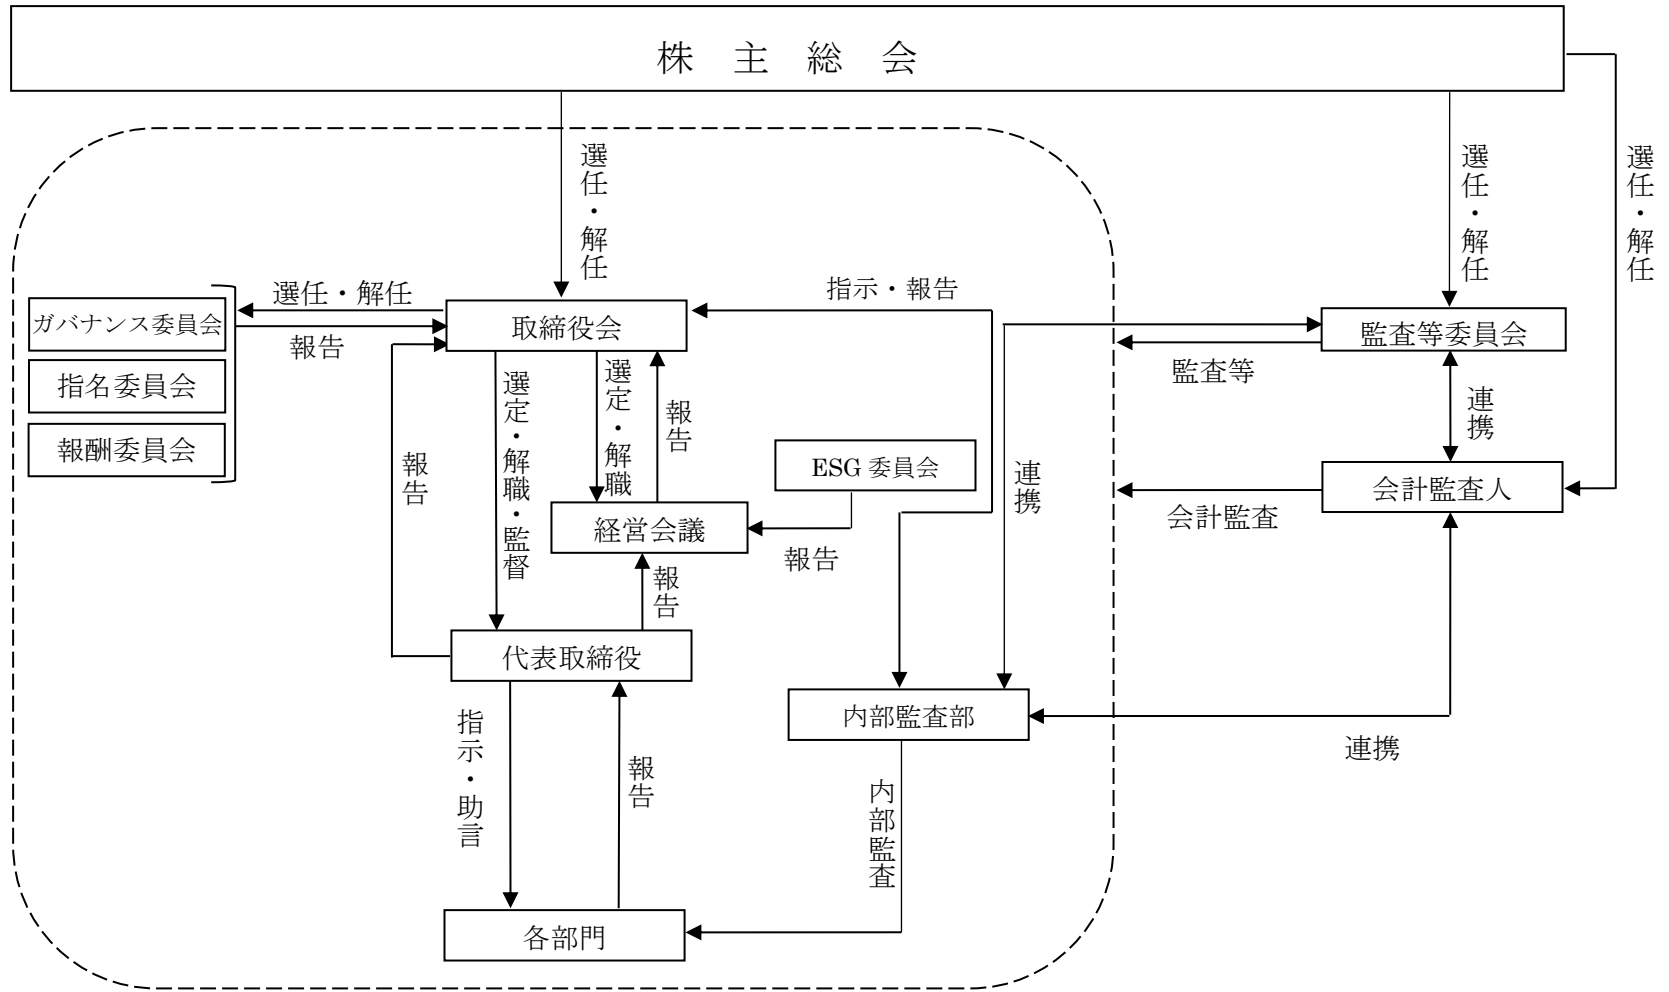 株 主 総 会
選任・解任
選任・解任
選任・解任
選任・解任
指示・報告
ガバナンス委員会
取締役会
監査等委員会
報告
監査等
指名委員会
選定・解職・監督
選定・解職
報告
連携
報酬委員会
報告
ESG 委員会
連携
会計監査人
経営会議
会計監査
報告
報告
代表取締役
内部監査部
指示・助言
報告
連携
内部監査
各部門